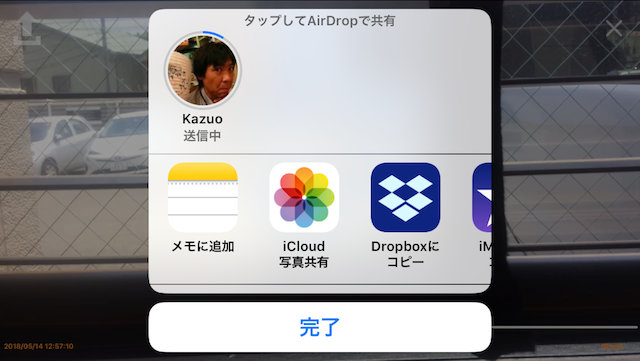 タップしてAirDropで共有
Kazuo
送信中
メモに追加
iCloud
写真共有
Dropboxに
コピー
iM
完了
2018/05/14 12:57:10